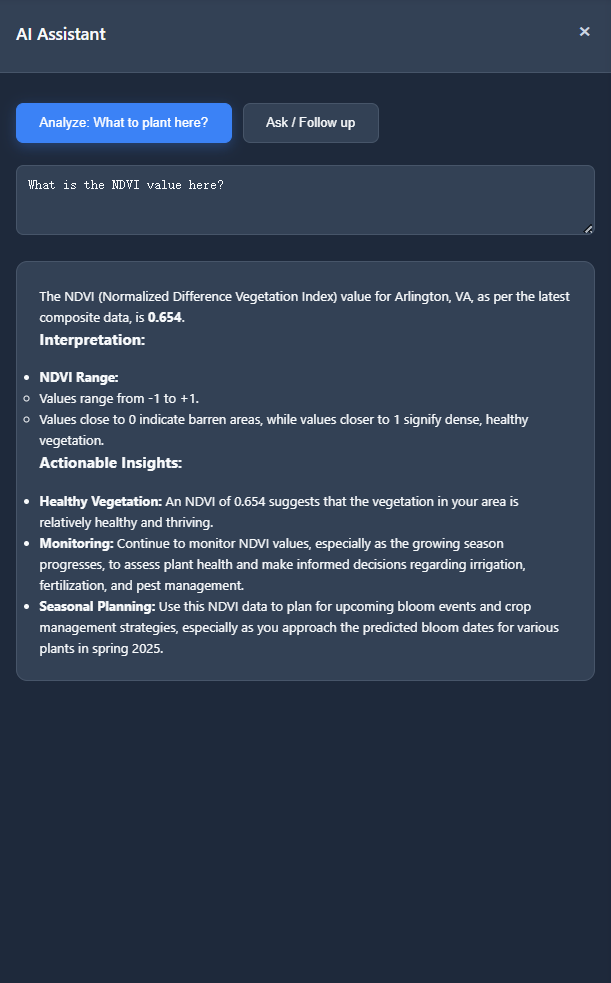 AI Assistant
×
Analyze: What to plant here?
Ask / Follow up
What is the NDVI value here?
The NDVI (Normalized Difference Vegetation Index) value for Arlington, VA, as per the latest
composite data, is 0.654.
Interpretation:
• NDVI Range:
○ Values range from -1 to +1.
○ Values close to 0 indicate barren areas, while values closer to 1 signify dense, healthy
vegetation.
Actionable Insights:
• Healthy Vegetation: An NDVI of 0.654 suggests that the vegetation in your area is
relatively healthy and thriving.
• Monitoring: Continue to monitor NDVI values, especially as the growing season
progresses, to assess plant health and make informed decisions regarding irrigation,
fertilization, and pest management.
• Seasonal Planning: Use this NDVI data to plan for upcoming bloom events and crop
management strategies, especially as you approach the predicted bloom dates for various
plants in spring 2025.